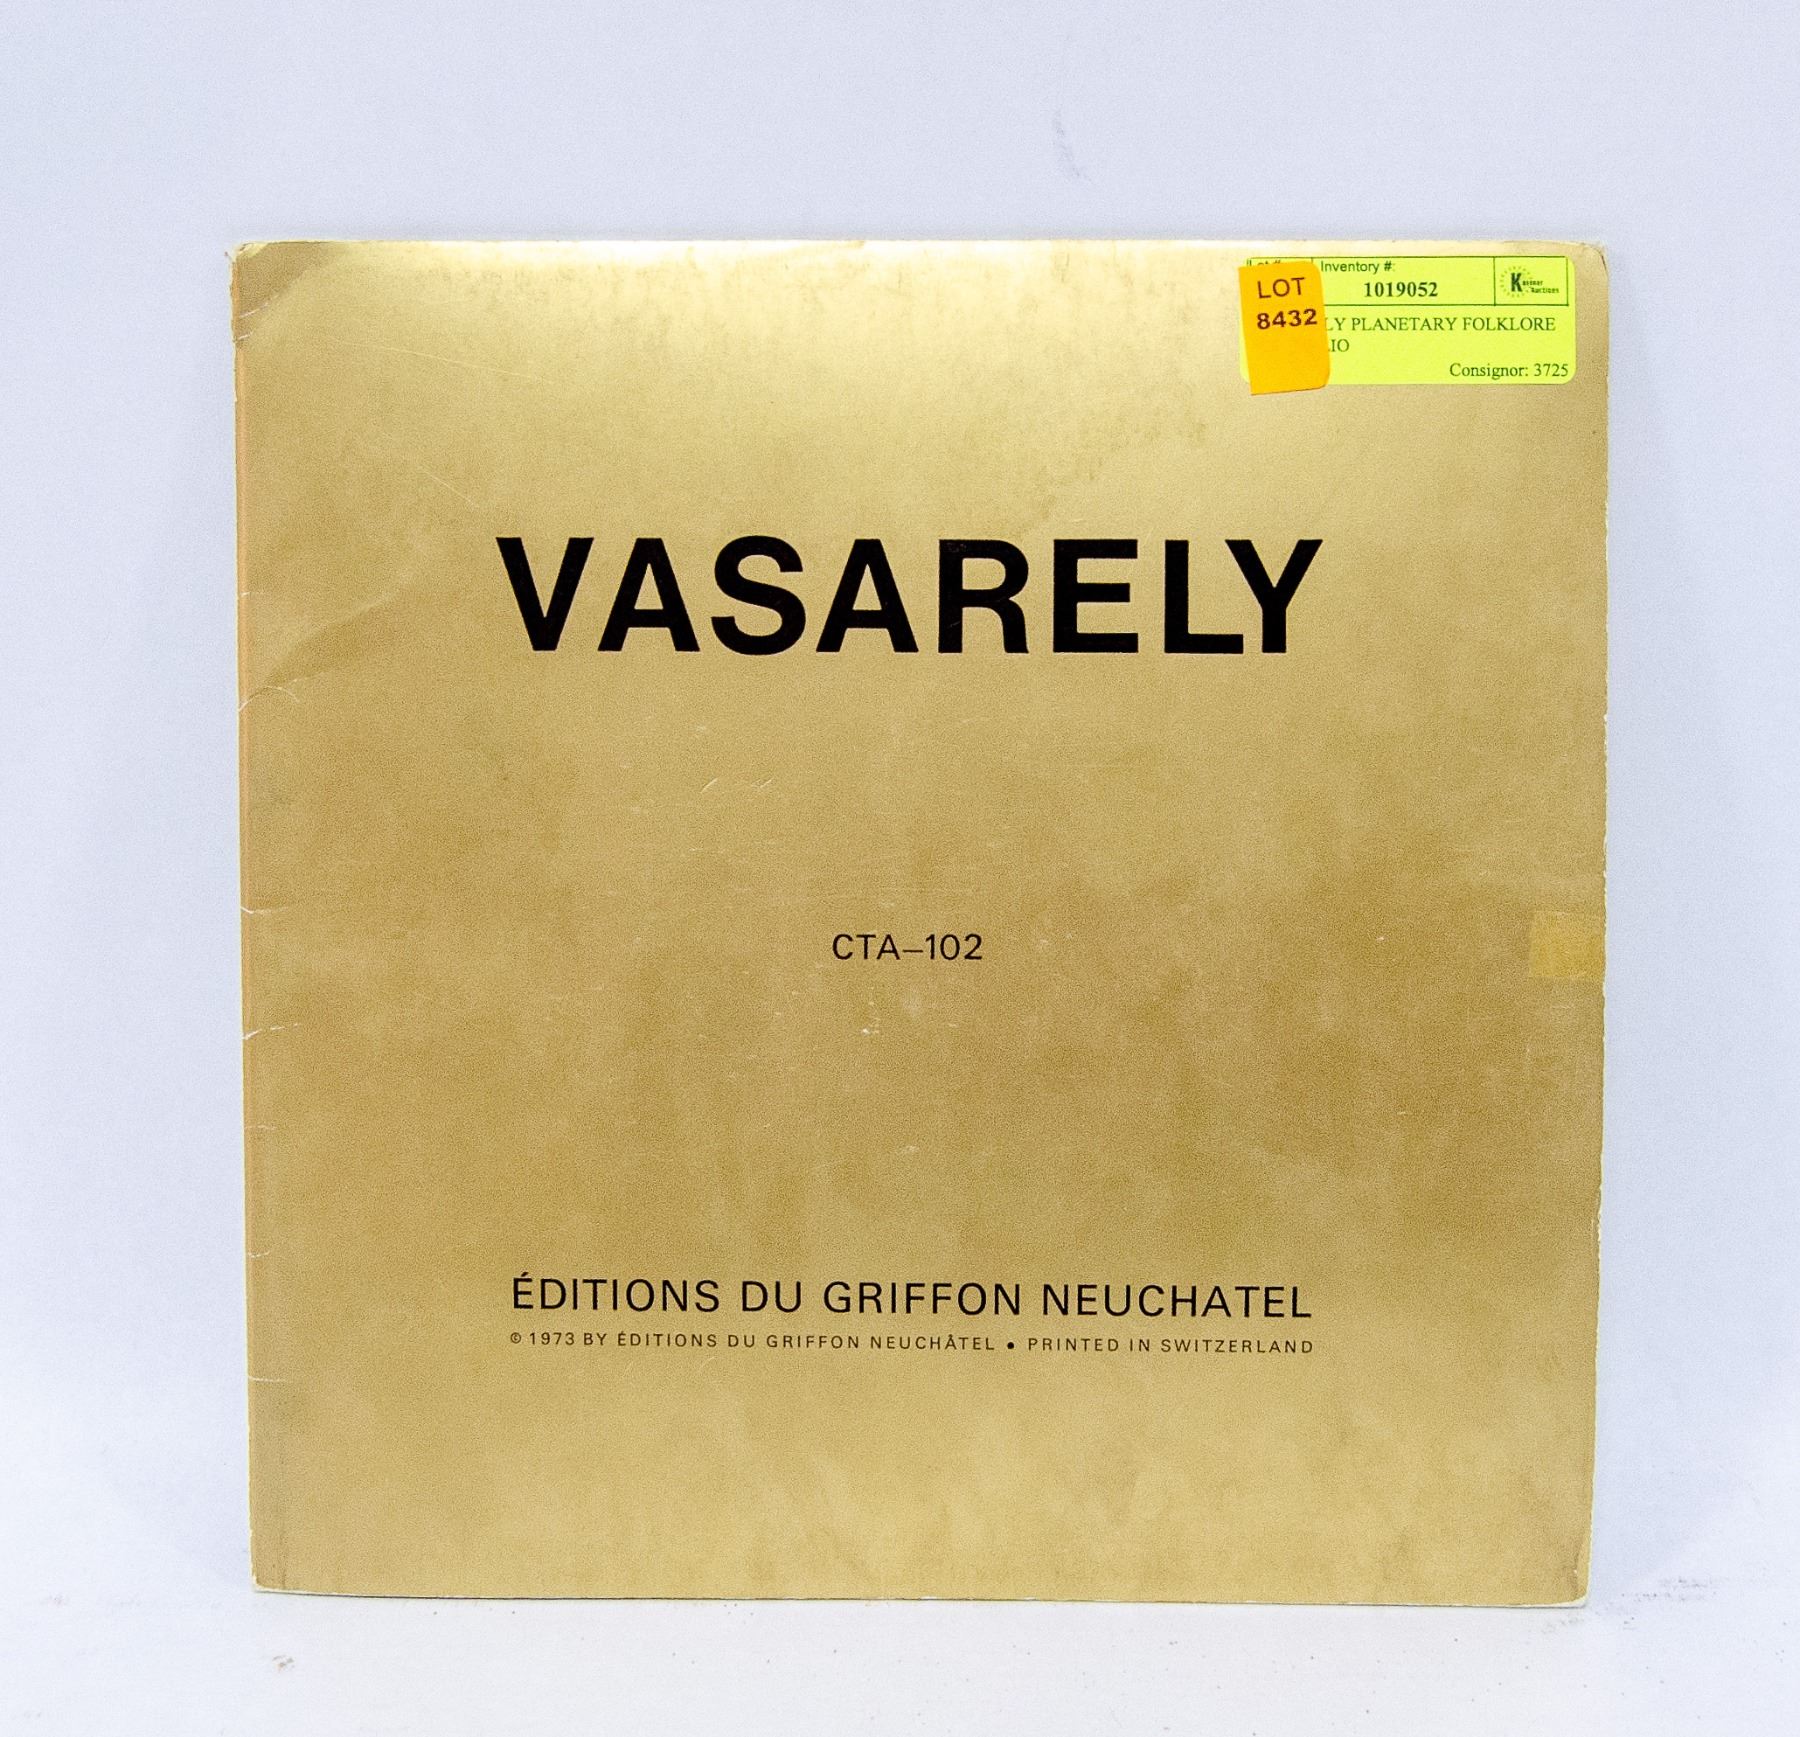 Inventory #:
1019052
LOT
8432
PLANETARY FOLKLORE
Consignor: 3725
VASARELY
CTA–102
ÉDITIONS DU GRIFFON NEUCHATEL
© 1973 BY ÉDITIONS DU GRIFFON NEUCHÂTEL • PRINTED IN SWITZERLAND